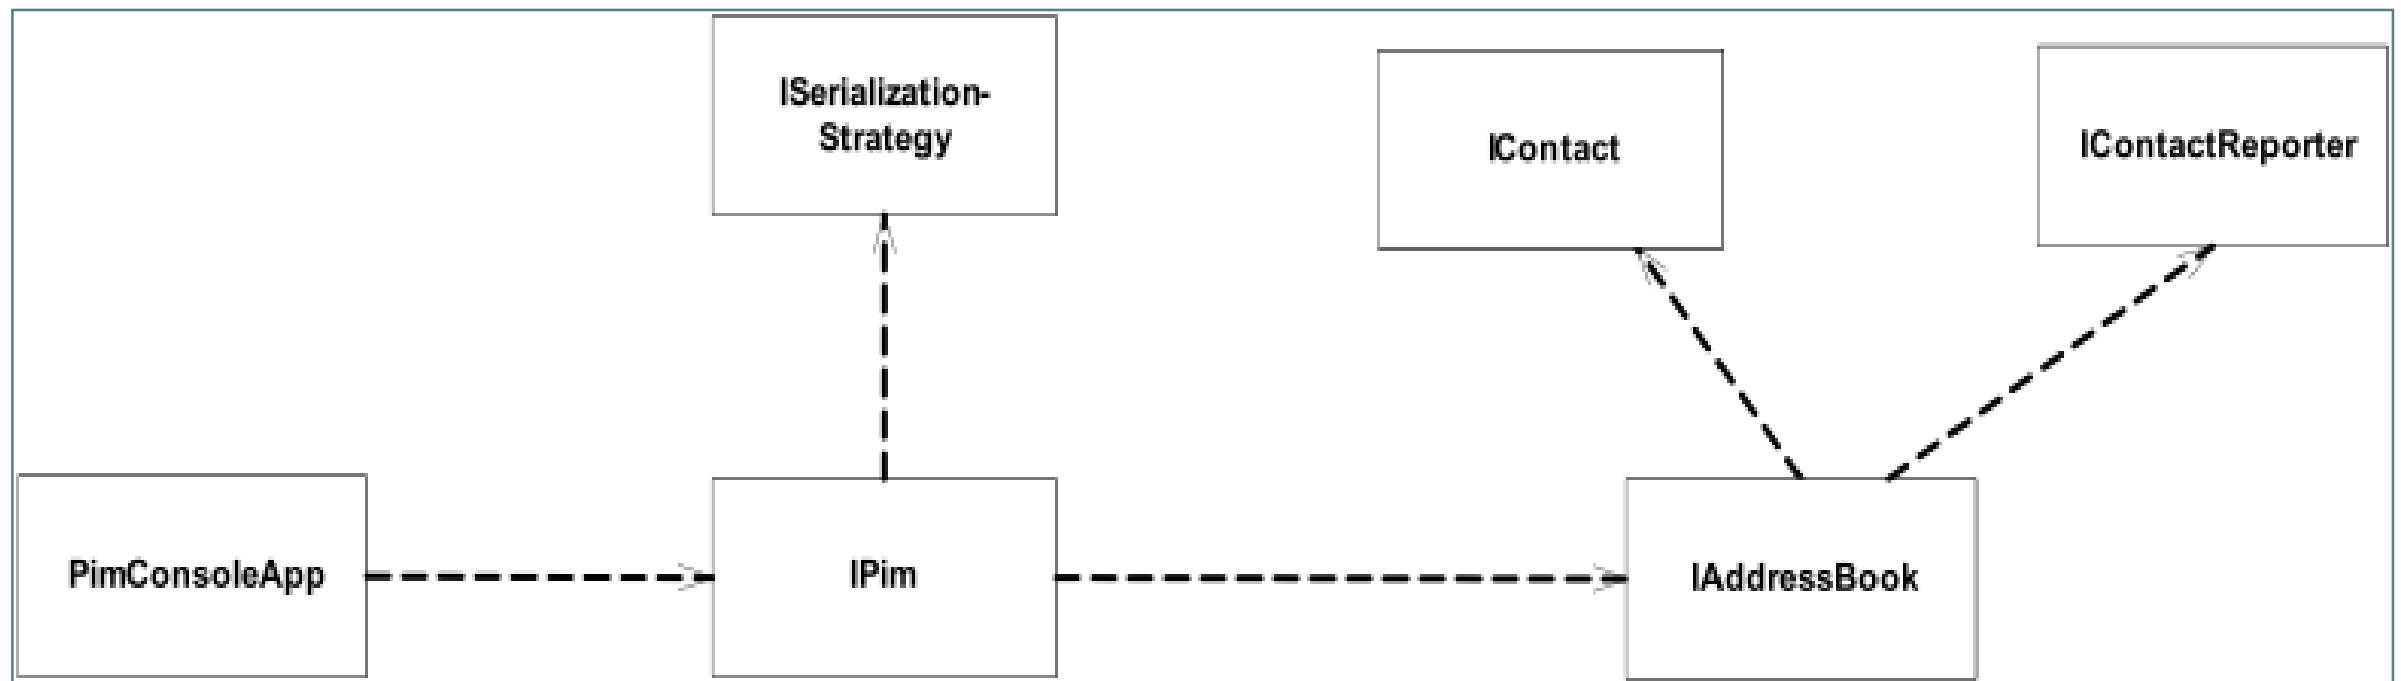 ISerialization-
Strategy
IContact
IContactReporter
PimConsoleApp
IPim
IAddressBook